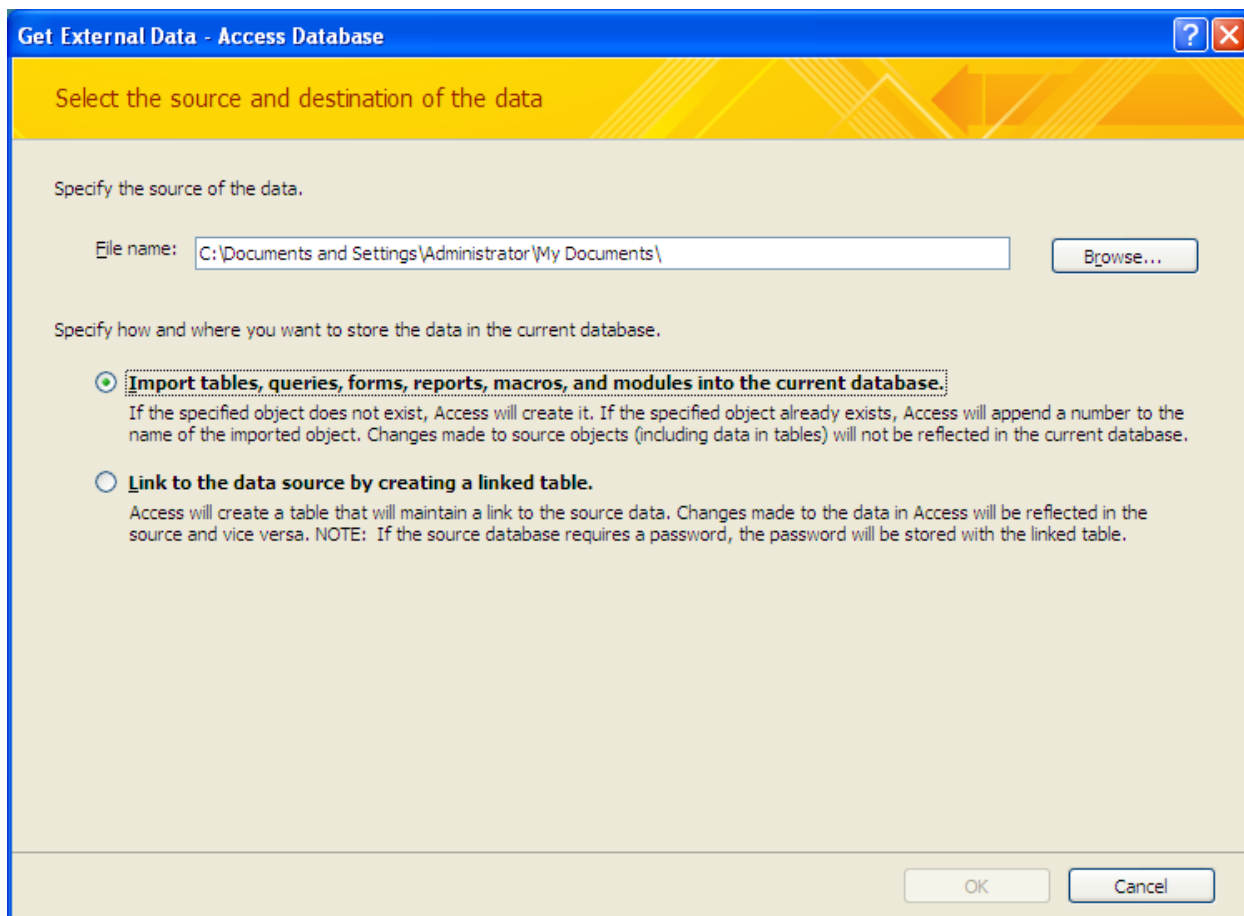 Get External Data - Access Database
Select the source and destination of the data
Specify the source of the data.
File name: C:\Documents and Settings\Administrator\My Documents\ Browse...
Specify how and where you want to store the data in the current database.
Import tables, queries, forms, reports, macros, and modules into the current database.
If the specified object does not exist, Access will create it. If the specified object already exists, Access will append a number to the
name of the imported object. Changes made to source objects (including data in tables) will not be reflected in the current database.
Link to the data source by creating a linked table.
Access will create a table that will maintain a link to the source data. Changes made to the data in Access will be reflected in the
source and vice versa. NOTE: If the source database requires a password, the password will be stored with the linked table.
OK Cancel